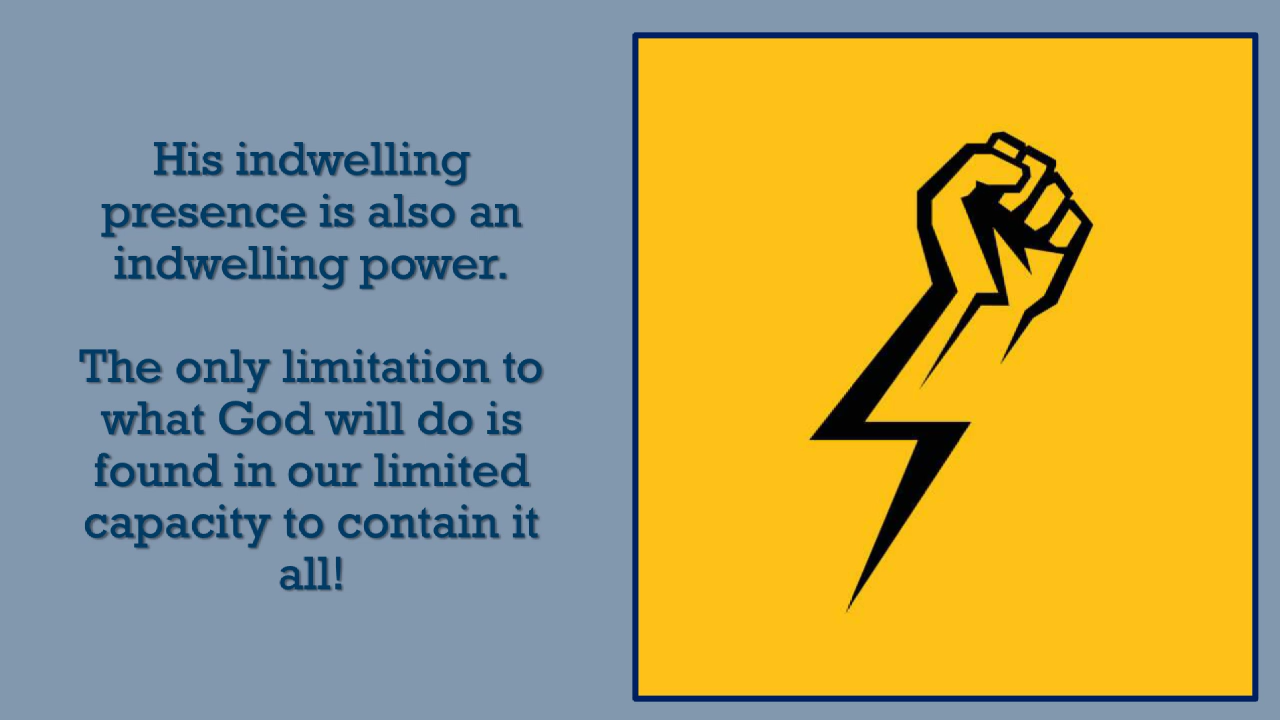 His indwelling
presence is also an
indwelling power.
The only limitation to
what God will do is
found in our limited
capacity to contain it
all!